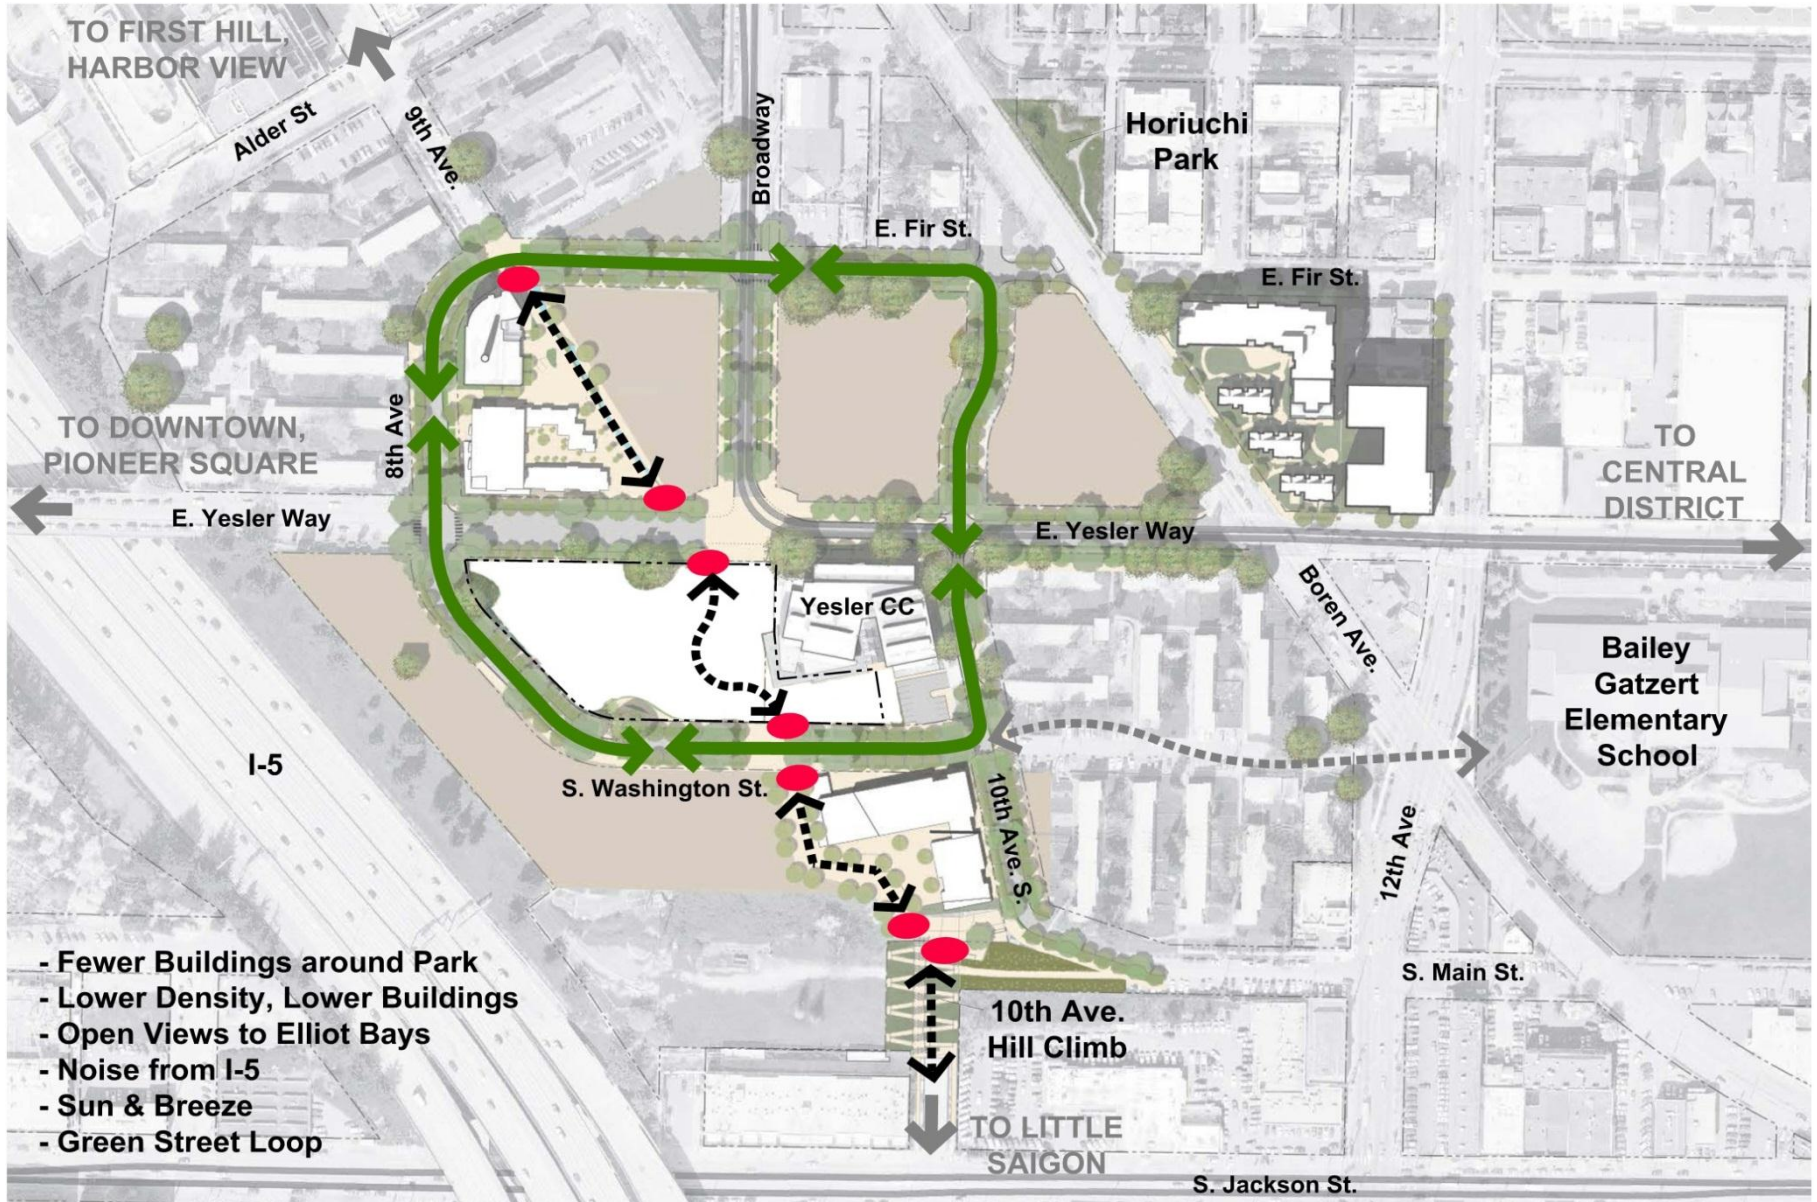 TO FIRST HILL,
HARBOR VIEW
Alder St
9th Ave.
Broadway
Horiuchi
Park
E. Fir St.
E. Fir St.
8th Ave
TO DOWNTOWN,
PIONEER SQUARE
TO
CENTRAL
DISTRICT
E. Yesler Way
E. Yesler Way
Boren Ave.
Yesler CC
Bailey
Gatzert
Elementary
School
I-5
S. Washington St.
10th Ave. S.
12th Ave
- Fewer Buildings around Park
- Lower Density, Lower Buildings
- Open Views to Elliot Bays
- Noise from I-5
- Sun & Breeze
- Green Street Loop
S. Main St.
10th Ave.
Hill Climb
TO LITTLE
SAIGON
S. Jackson St.